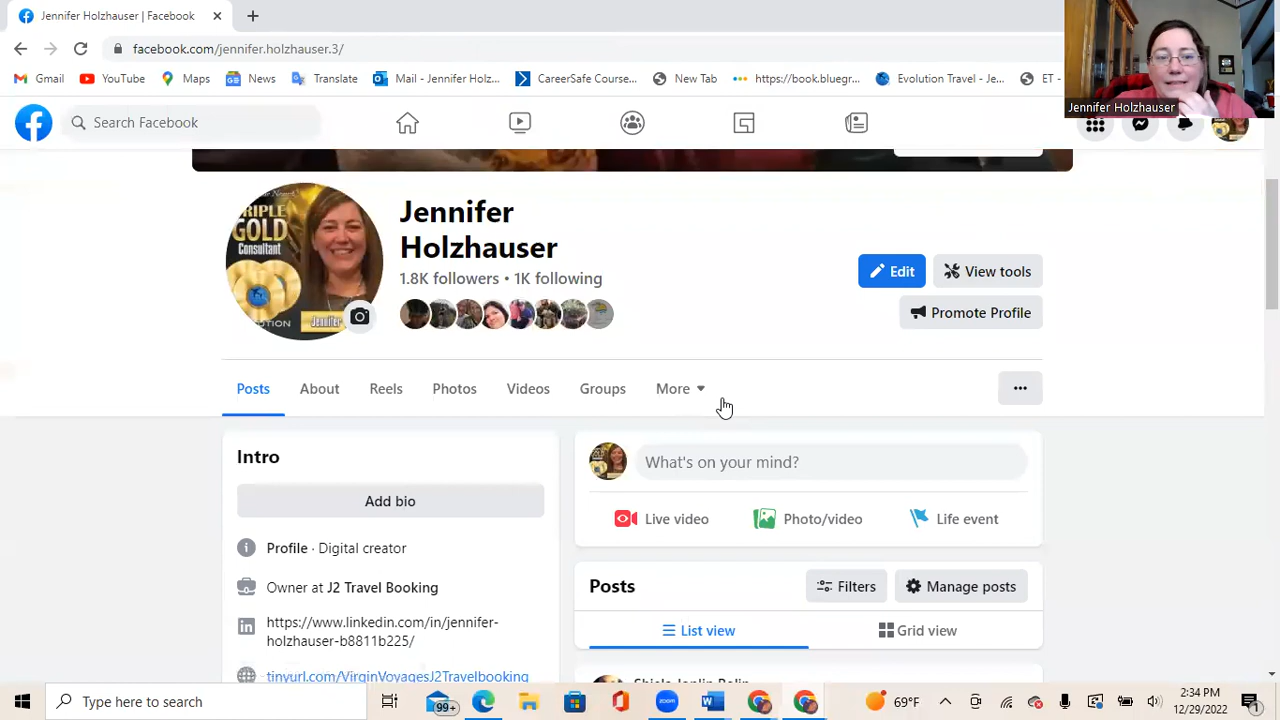 Jennifer Holzhauser | Facebook
facebook.com/jennifer.holzhauser.3/
Gmail YouTube Maps News Translate Mail - Jennifer Holz... CareerSafe Course... New Tab https://book.bluegr... Evolution Travel - Je... ET -
Jennifer Holzhauser
Search Facebook
TRIPLE
GOLD
Consultant
Jennifer
Jennifer
Holzhauser
1.8K followers • 1K following
Edit View tools
Promote Profile
Posts About Reels Photos Videos Groups More
Intro
Add bio
Profile · Digital creator
Owner at J2 Travel Booking
https://www.linkedin.com/in/jennifer-
holzhauser-b8811b225/
tinyurl.com/VirginVoyagesJ2Travelbooking
What's on your mind?
Live video Photo/video Life event
Posts Filters Manage posts
List view Grid view
Type here to search
99+
zoom
69°F
2:34 PM
12/29/2022
1